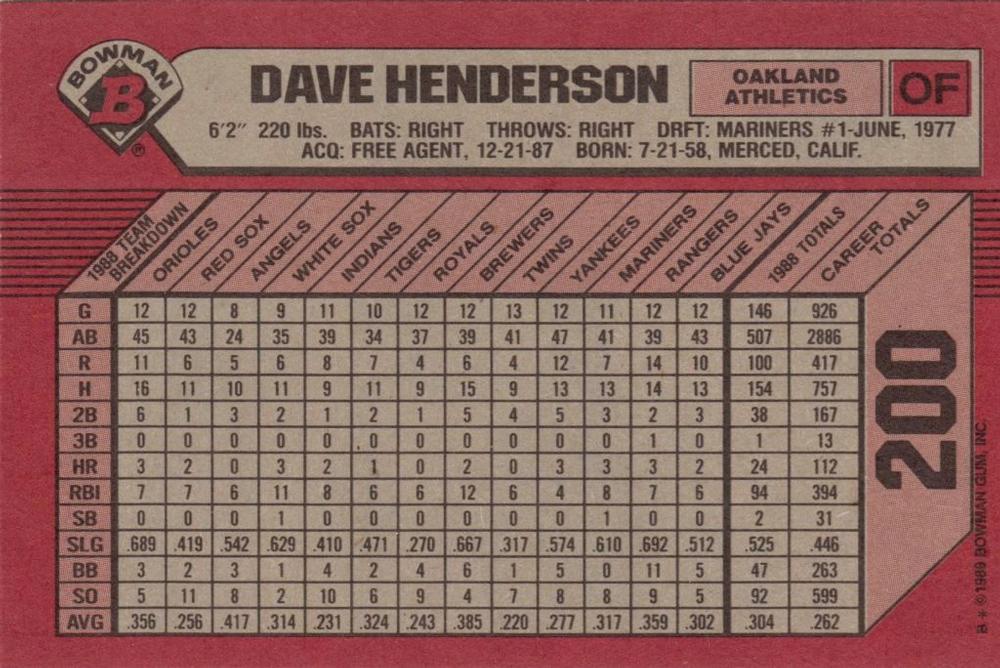 BOWMAN
B
®
DAVE HENDERSON
OAKLAND
ATHLETICS
OF
6'2" 220 lbs. BATS: RIGHT THROWS: RIGHT DRFT: MARINERS #1-JUNE, 1977
ACQ: FREE AGENT, 12-21-87 BORN: 7-21-58, MERCED, CALIF.
1988 TEAM
BREAKDOWN
ORIOLES
RED SOX
ANGELS
WHITE SOX
INDIANS
TIGERS
ROYALS
BREWERS
TWINS
YANKEES
MARINERS
RANGERS
BLUE JAYS
1988 TOTALS
CAREER
TOTALS
G 12 12 8 9 11 10 12 12 13 12 11 12 12 146 926
AB 45 43 24 35 39 34 37 39 41 47 41 39 43 507 2886
R 11 6 5 6 8 7 4 6 4 12 7 14 10 100 417
H 16 11 10 11 9 11 9 15 9 13 13 14 13 154 757
2B 6 1 3 2 1 2 1 5 4 5 3 2 3 38 167
3B 0 0 0 0 0 0 0 0 0 0 0 1 0 1 13
HR 3 2 0 3 2 1 0 2 0 3 3 3 2 24 112
RBI 7 7 6 11 8 6 6 12 6 4 8 7 6 94 394
SB 0 0 0 1 0 0 0 0 0 0 1 0 0 2 31
SLG .689 .419 .542 .629 .410 .471 .270 .667 .317 .574 .610 .692 .512 .525 .446
BB 3 2 3 1 4 2 4 6 1 5 0 11 5 47 263
SO 5 11 8 2 10 6 9 4 7 8 8 9 5 92 599
AVG .356 .256 .417 .314 .231 .324 .243 .385 .220 .277 .317 .359 .302 .304 .262
200
B * © 1989 BOWMAN GUM, INC.